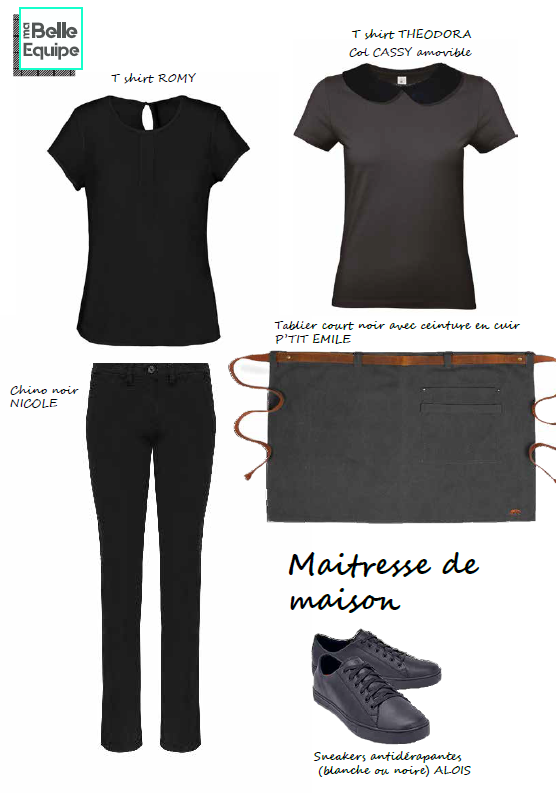 ma
Belle
Equipe
T shirt THEODORA
Col CASSY amovible
T shirt ROMY
Tablier court noir avec ceinture en cuir
P'TIT EMILE
Chino noir
NICOLE
Maitresse de
maison
Sneakers antidérapantes
(blanche ou noire) ALOIS